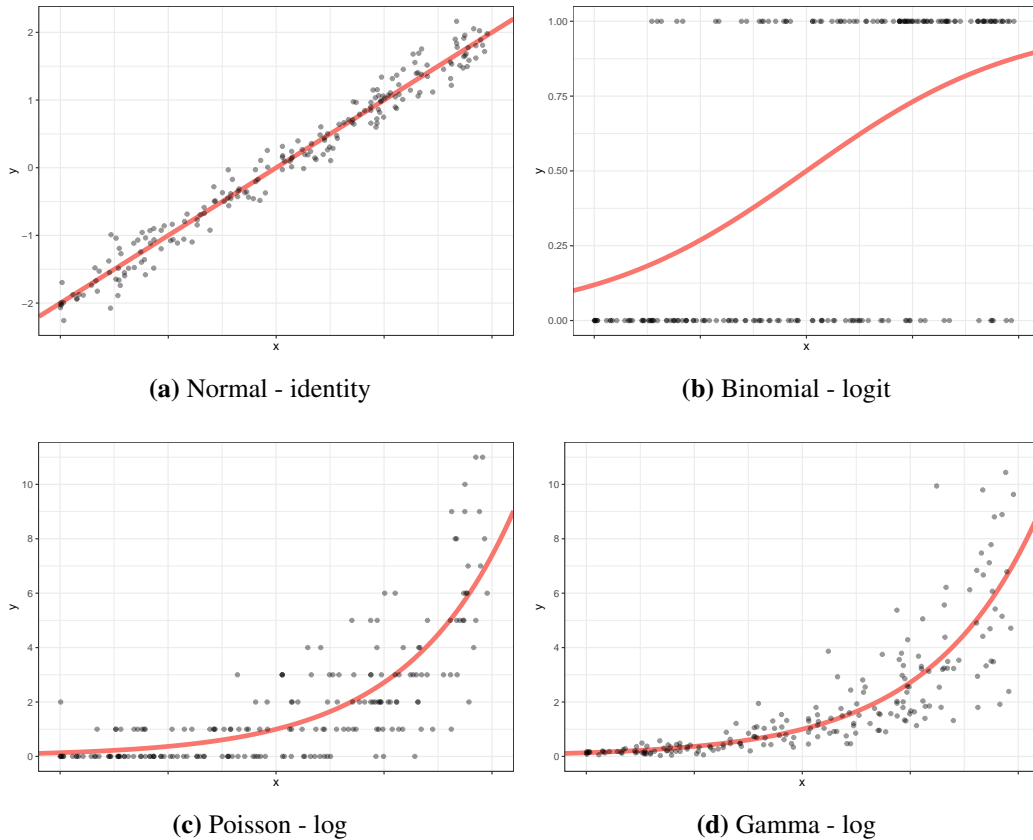 2
1
0
−1
−2
y
x
(a) Normal - identity
1.00
0.75
0.50
0.25
0.00
y
x
(b) Binomial - logit
10
8
6
4
2
0
y
x
(c) Poisson - log
10
8
6
4
2
0
y
x
(d) Gamma - log